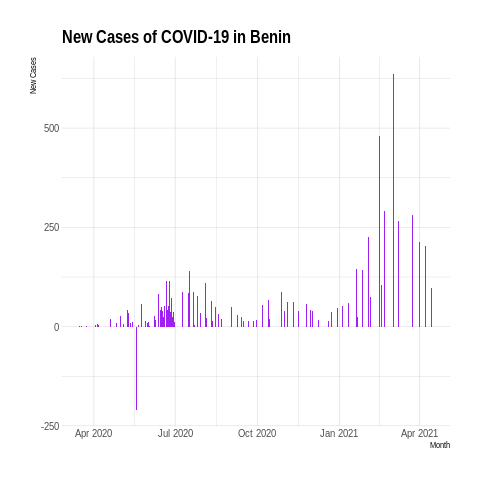 New Cases of COVID-19 in Benin
New Cases
500
250
0
-250
Apr 2020 Jul 2020 Oct 2020 Jan 2021 Apr 2021
Month